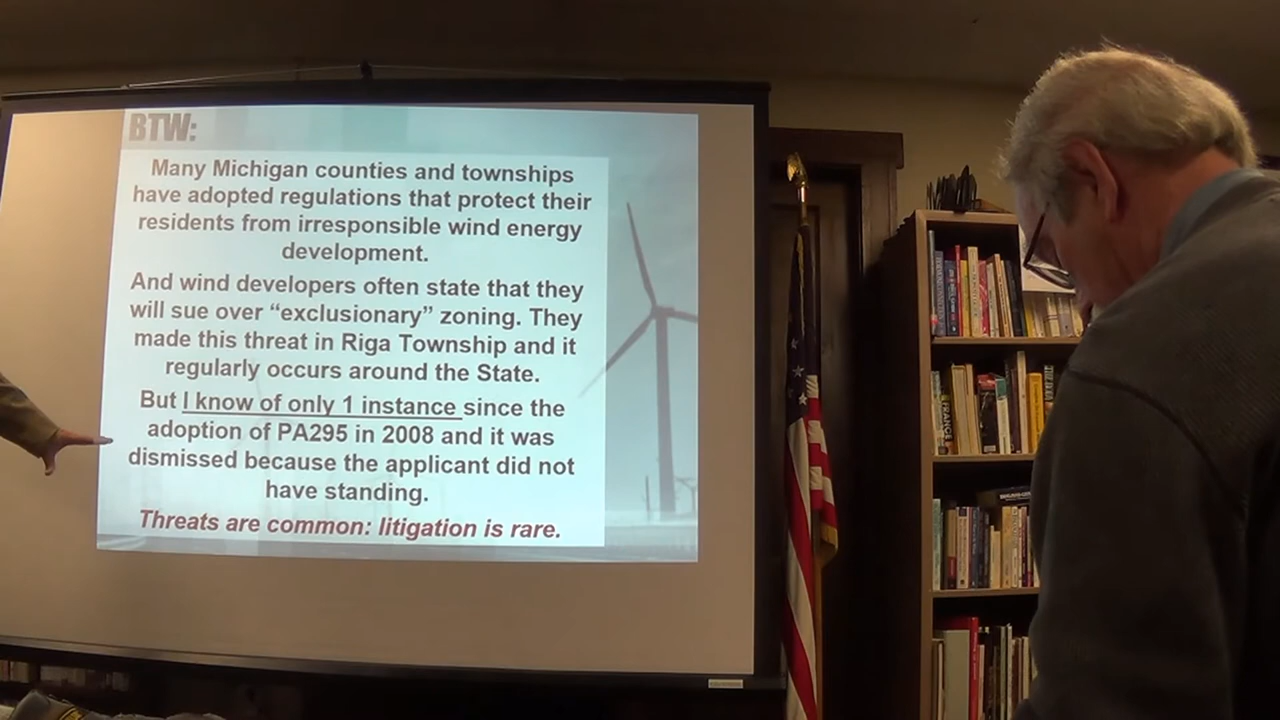 BTW:
Many Michigan counties and townships
have adopted regulations that protect their
residents from irresponsible wind energy
development.
And wind developers often state that they
will sue over “exclusionary” zoning. They
made this threat in Riga Township and it
regularly occurs around the State.
But I know of only 1 instance since the
adoption of PA295 in 2008 and it was
dismissed because the applicant did not
have standing.
Threats are common: litigation is rare.
FRANCE